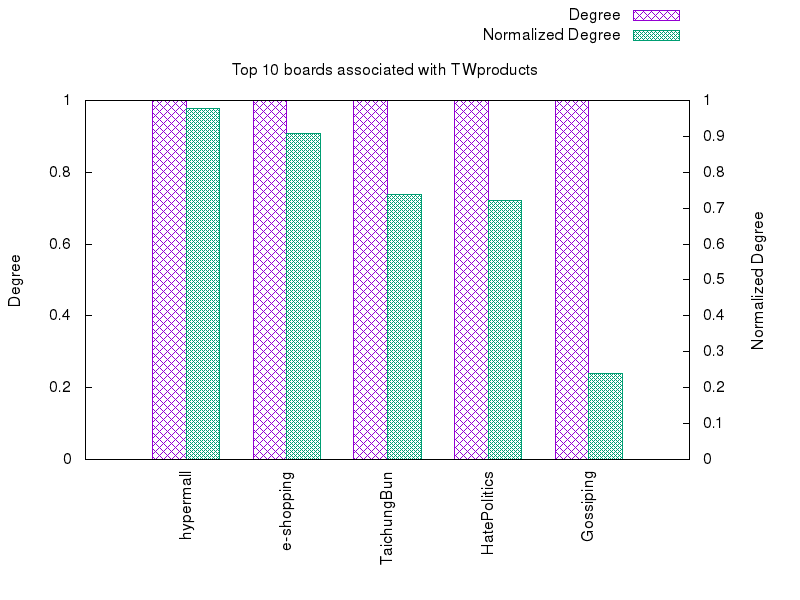 Degree
Normalized Degree
Top 10 boards associated with TWproducts
1
0.8
0.6
0.4
0.2
0
Degree
1
0.9
0.8
0.7
0.6
0.5
0.4
0.3
0.2
0.1
0
Normalized Degree
hypermall
e-shopping
TaichungBun
HatePolitics
Gossiping